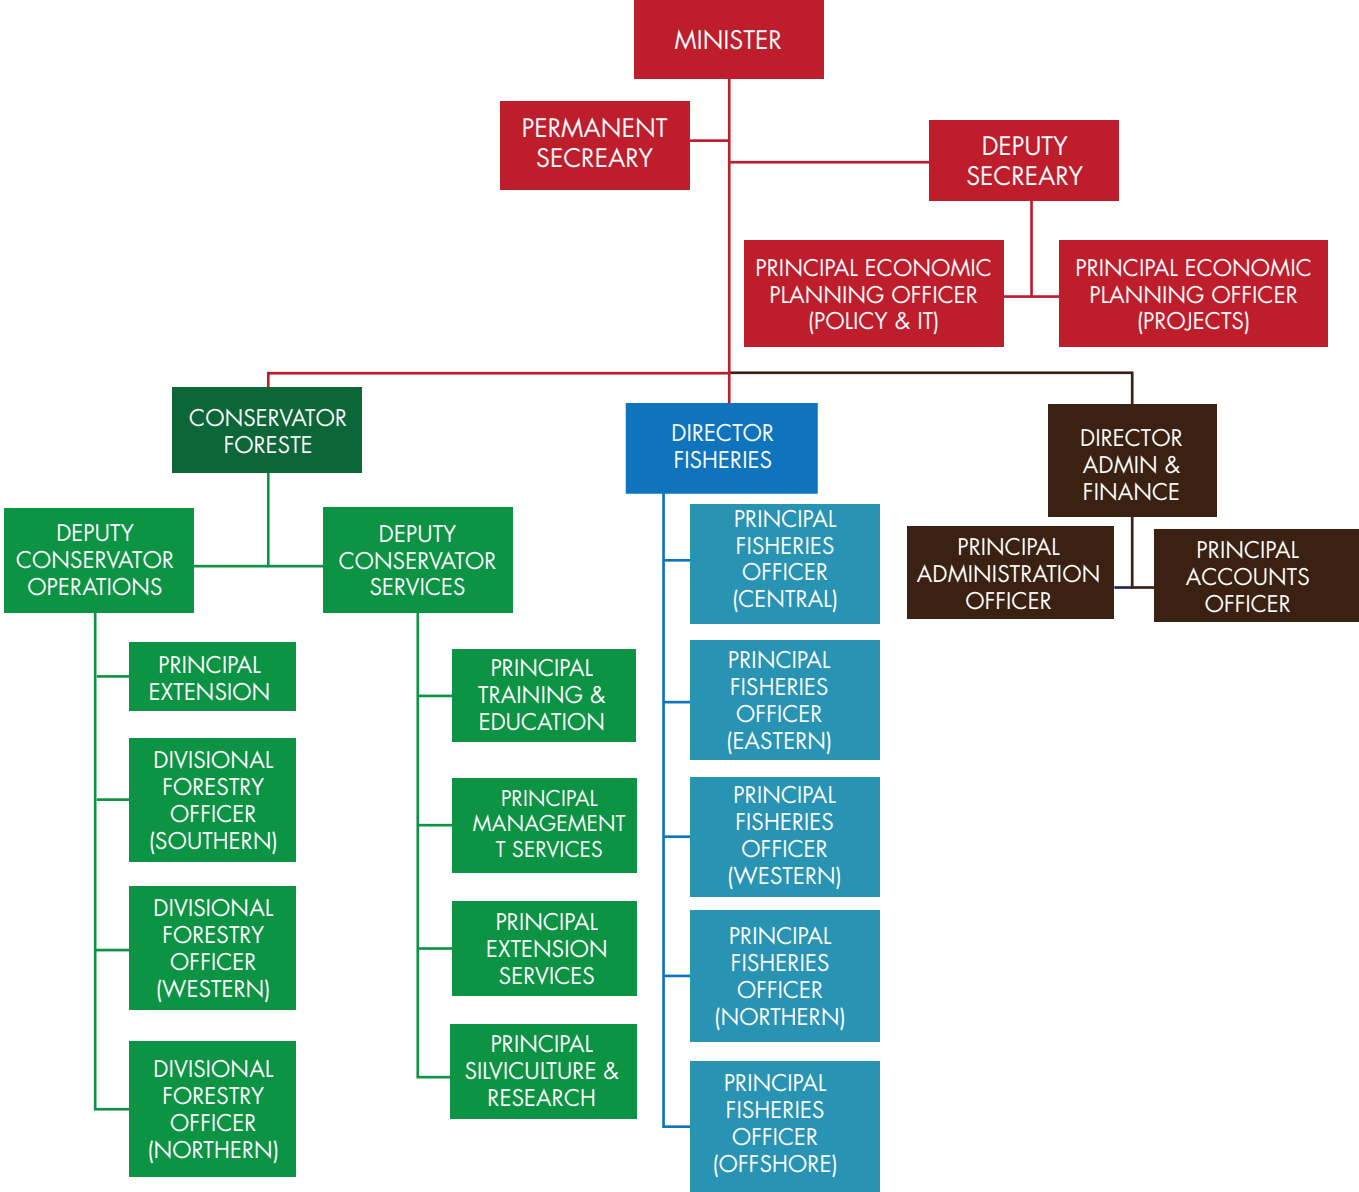 MINISTER
PERMANENT
SECREARY
DEPUTY
SECREARY
PRINCIPAL ECONOMIC
PLANNING OFFICER
(POLICY & IT)
PRINCIPAL ECONOMIC
PLANNING OFFICER
(PROJECTS)
CONSERVATOR
FORESTE
DIRECTOR
FISHERIES
DIRECTOR
ADMIN &
FINANCE
DEPUTY
CONSERVATOR
OPERATIONS
DEPUTY
CONSERVATOR
SERVICES
PRINCIPAL
EXTENSION
DIVISIONAL
FORESTRY
OFFICER
(SOUTHERN)
DIVISIONAL
FORESTRY
OFFICER
(WESTERN)
DIVISIONAL
FORESTRY
OFFICER
(NORTHERN)
PRINCIPAL
TRAINING &
EDUCATION
PRINCIPAL
MANAGEMENT
T SERVICES
PRINCIPAL
EXTENSION
SERVICES
PRINCIPAL
SILVICULTURE &
RESEARCH
PRINCIPAL
FISHERIES
OFFICER
(CENTRAL)
PRINCIPAL
FISHERIES
OFFICER
(EASTERN)
PRINCIPAL
FISHERIES
OFFICER
(WESTERN)
PRINCIPAL
FISHERIES
OFFICER
(NORTHERN)
PRINCIPAL
FISHERIES
OFFICER
(OFFSHORE)
PRINCIPAL
ADMINISTRATION
OFFICER
PRINCIPAL
ACCOUNTS
OFFICER